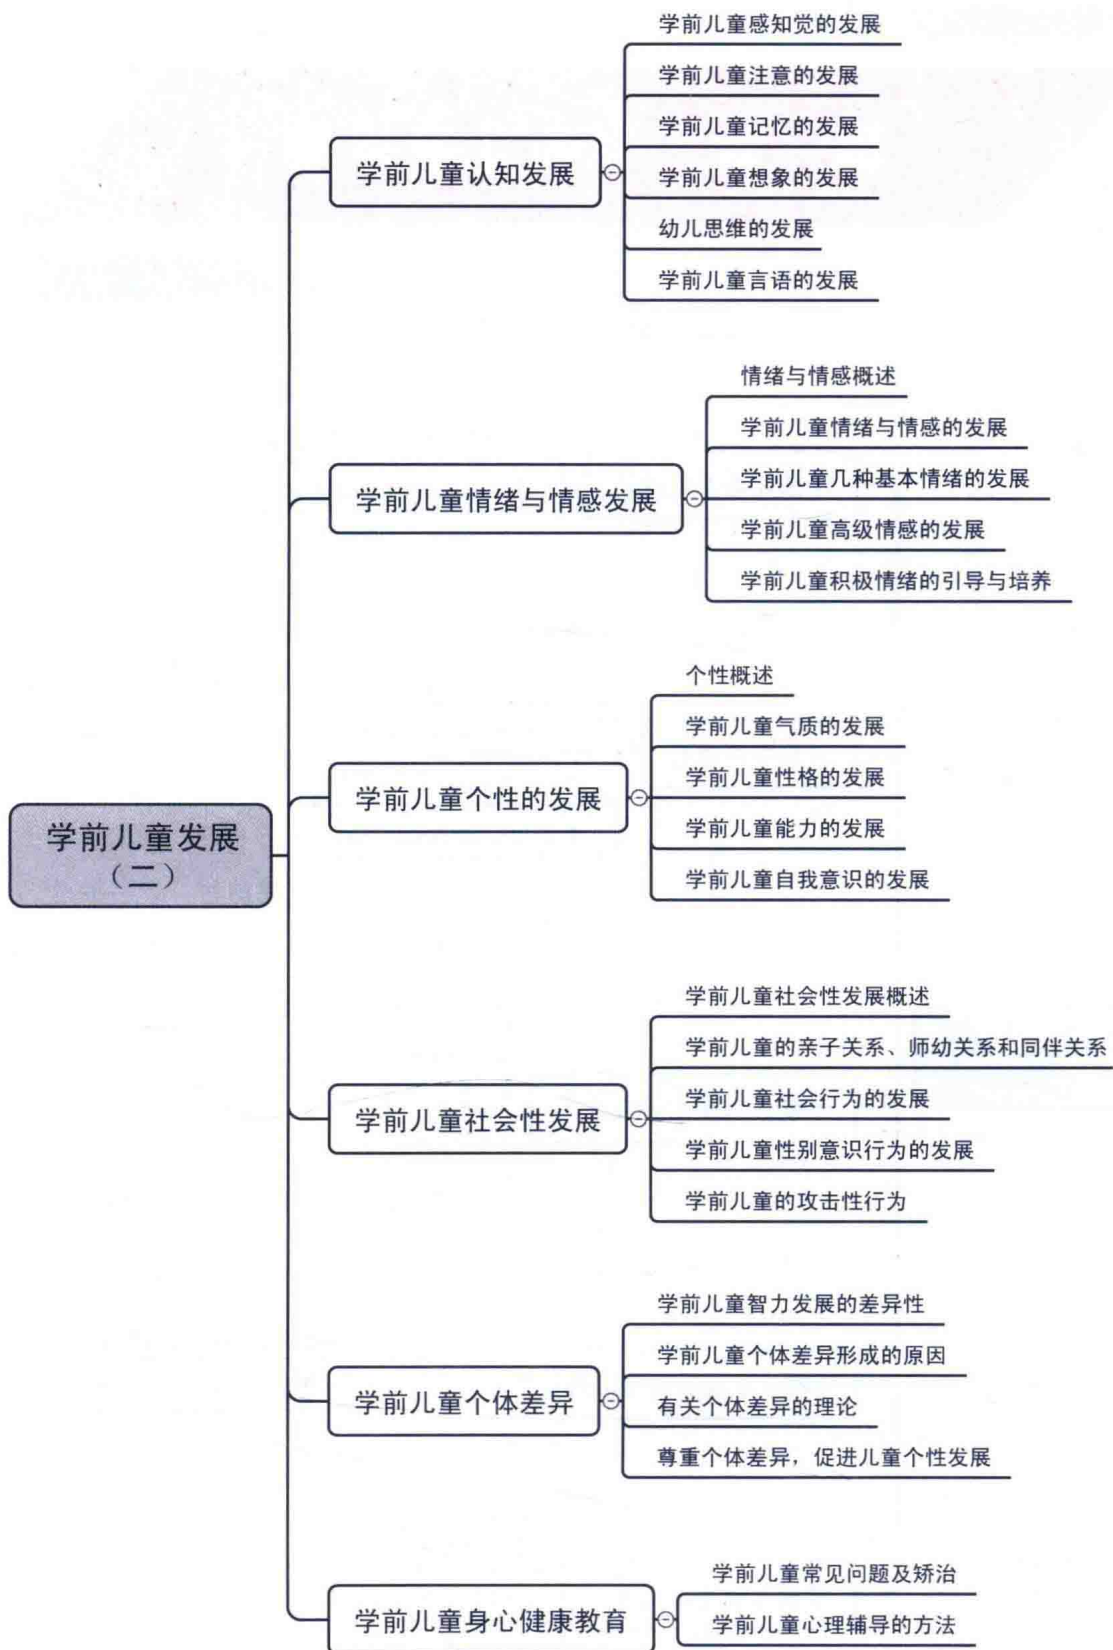 学前儿童发展
（二）
学前儿童认知发展
学前儿童感知觉的发展
学前儿童注意的发展
学前儿童记忆的发展
学前儿童想象的发展
幼儿思维的发展
学前儿童言语的发展
学前儿童情绪与情感发展
情绪与情感概述
学前儿童情绪与情感的发展
学前儿童几种基本情绪的发展
学前儿童高级情感的发展
学前儿童积极情绪的引导与培养
学前儿童个性的发展
个性概述
学前儿童气质的发展
学前儿童性格的发展
学前儿童能力的发展
学前儿童自我意识的发展
学前儿童社会性发展
学前儿童社会性发展概述
学前儿童的亲子关系、师幼关系和同伴关系
学前儿童社会行为的发展
学前儿童性别意识行为的发展
学前儿童的攻击性行为
学前儿童个体差异
学前儿童智力发展的差异性
学前儿童个体差异形成的原因
有关个体差异的理论
尊重个体差异，促进儿童个性发展
学前儿童身心健康教育
学前儿童常见问题及矫治
学前儿童心理辅导的方法